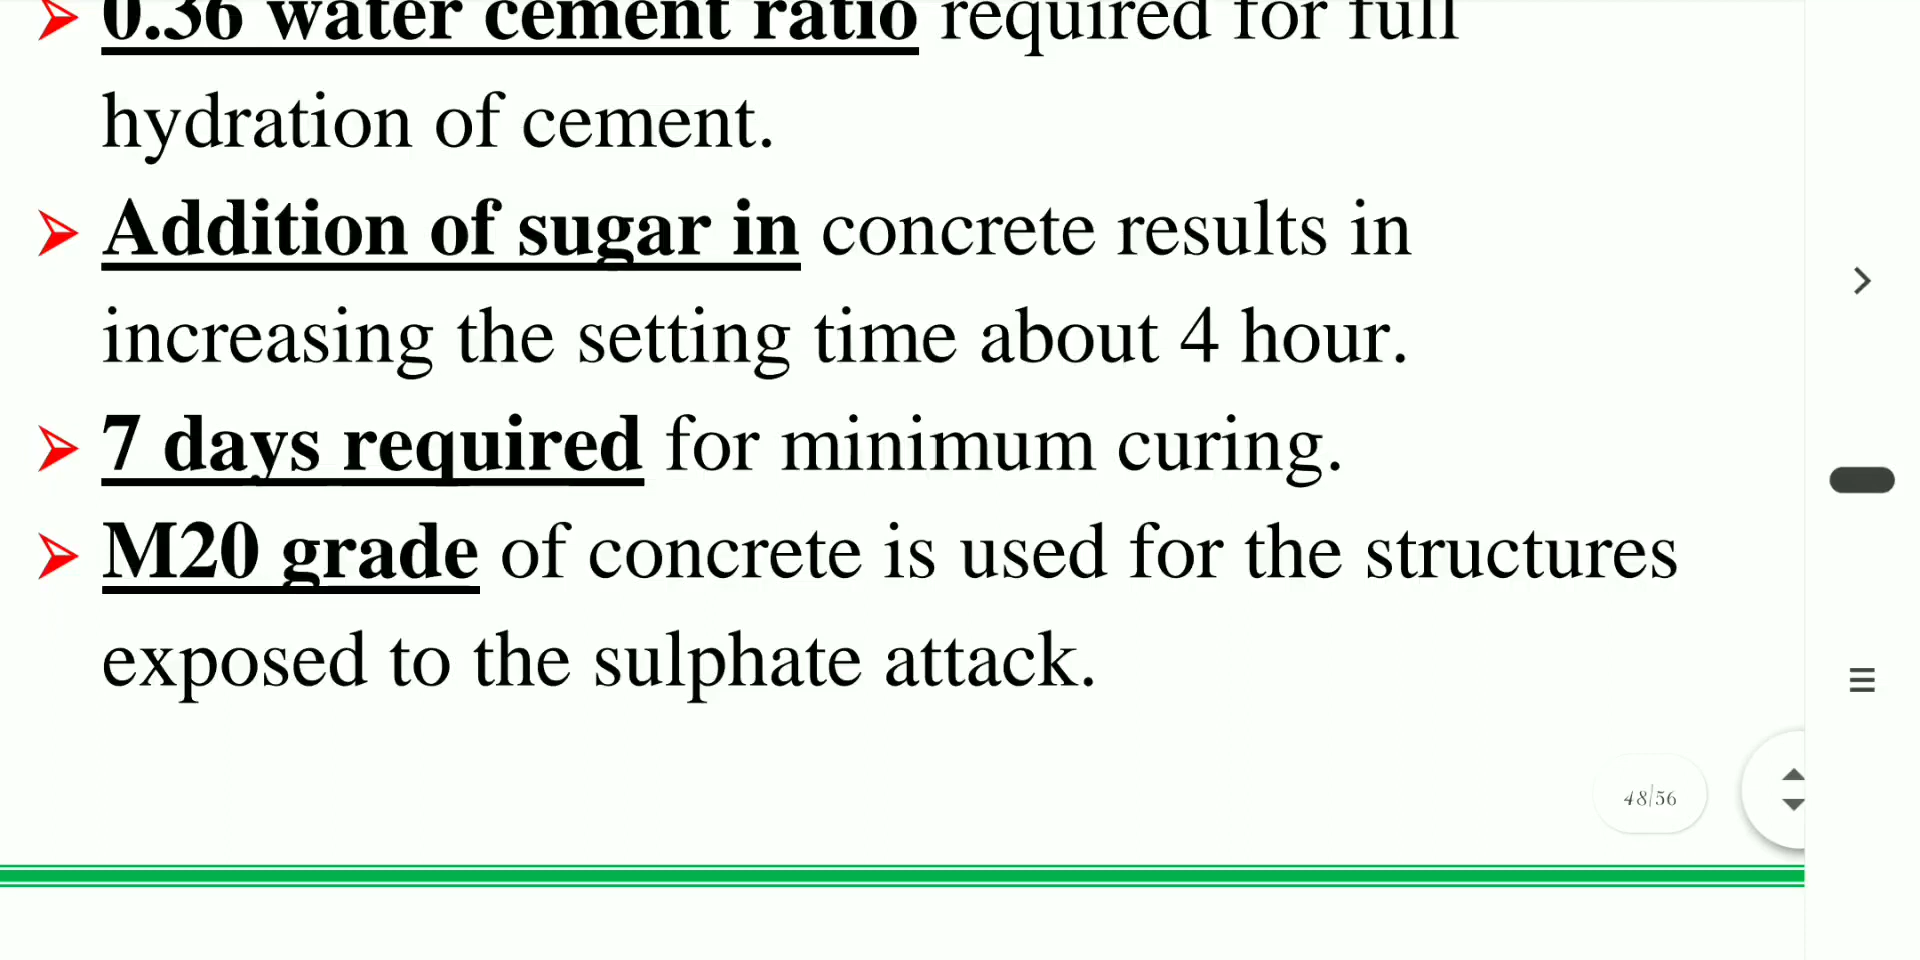 ➢ 0.36 water cement ratio required for full
hydration of cement.
➢ Addition of sugar in concrete results in
increasing the setting time about 4 hour.
➢ 7 days required for minimum curing.
➢ M20 grade of concrete is used for the structures
exposed to the sulphate attack.
48/56